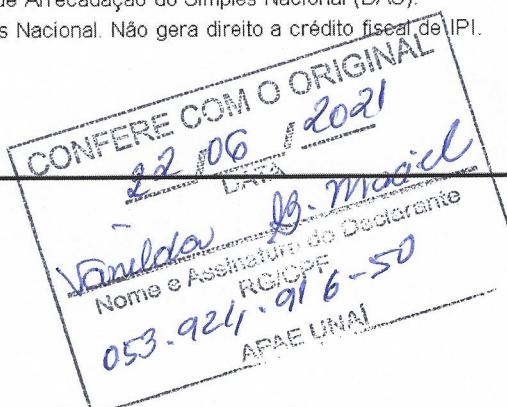 de Arrecadação do Simples Nacional (DAS).
s Nacional. Não gera direito a crédito fiscal de IPI.
CONFERE COM O ORIGINAL
22 / 06 / 2021
DATA
Vanilda B. Maciel
Nome e Assinatura do Declarante
RG/CPF
053.924.916-50
APAE UNAÍ